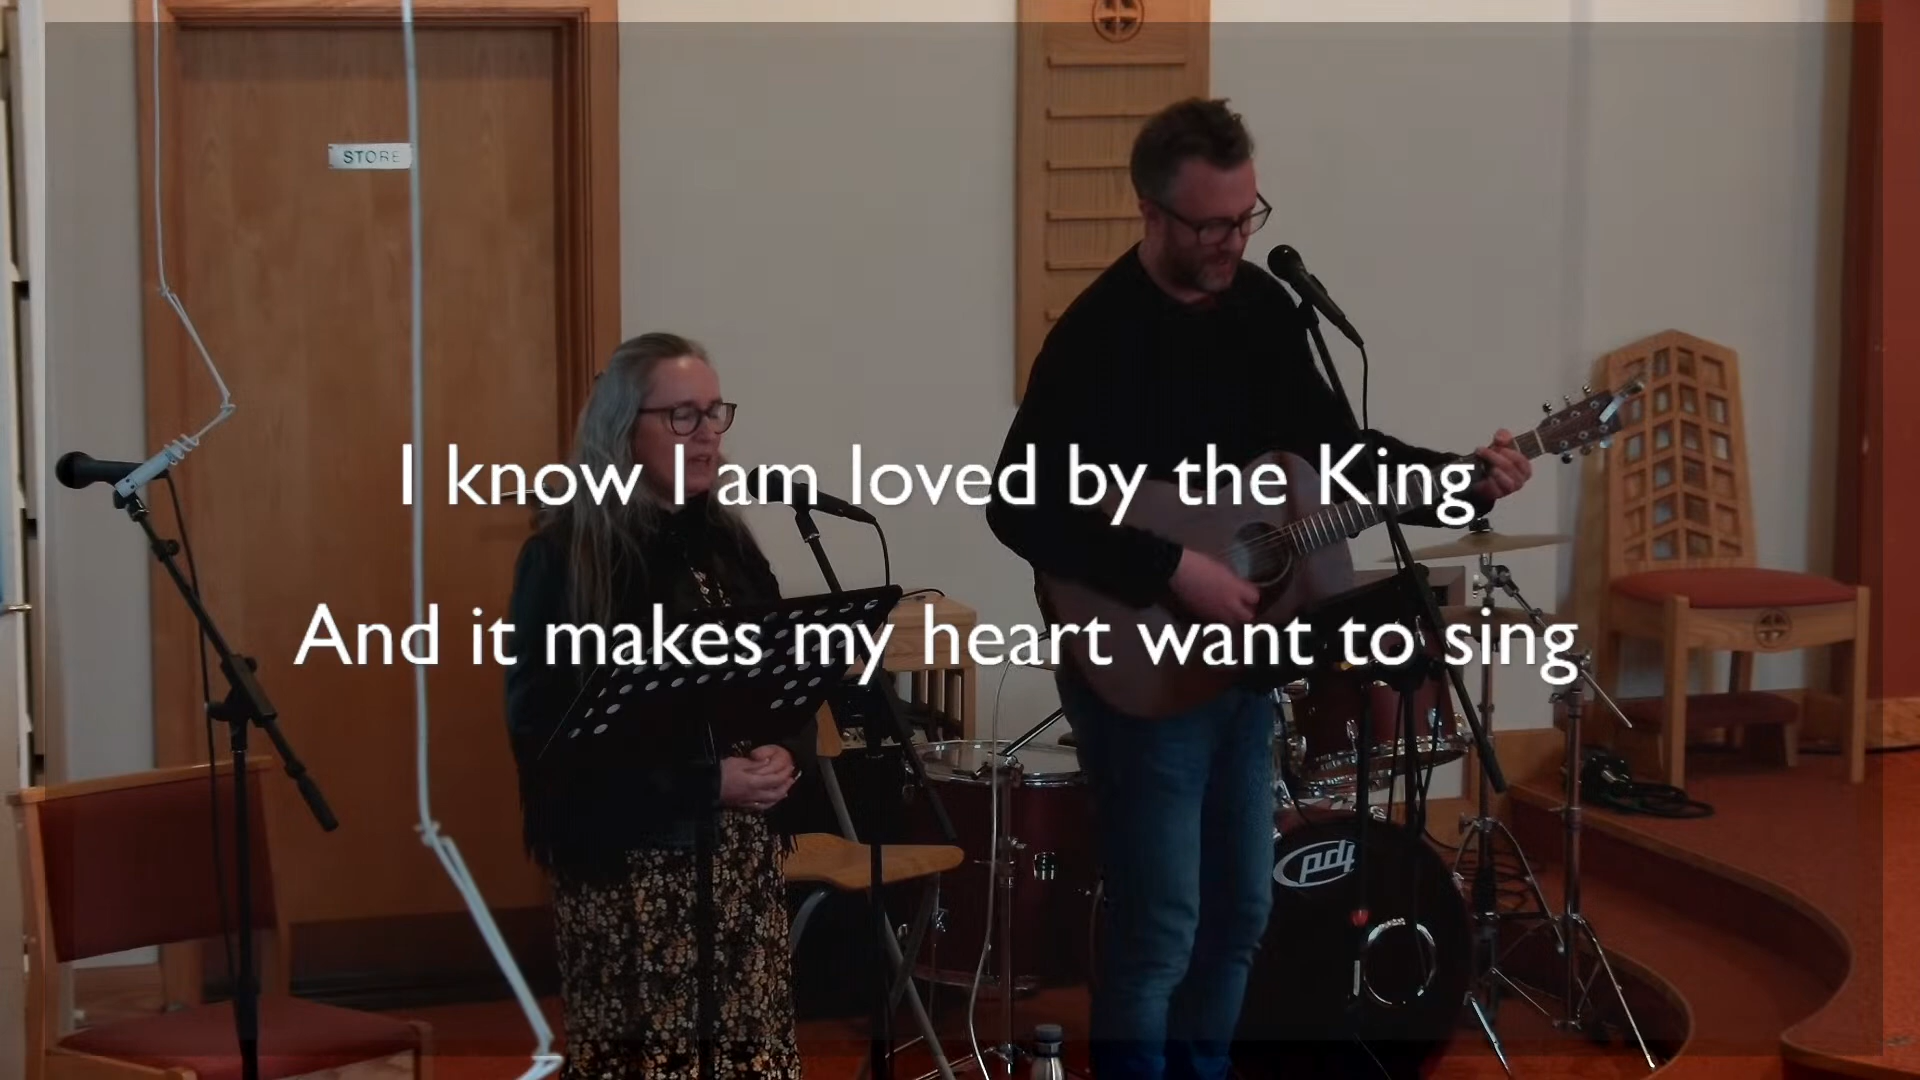 STORE
I know I am loved by the King
And it makes my heart want to sing
pdp